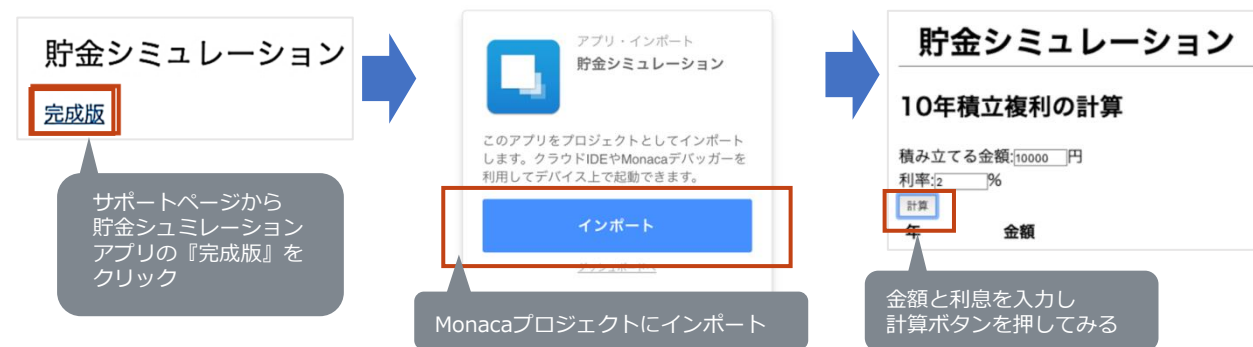 貯金シミュレーション
完成版
サポートページから
貯金シュミレーション
アプリの『完成版』を
クリック
アプリ・インポート
貯金シミュレーション
このアプリをプロジェクトとしてインポート
します。クラウドIDEやMonacaデバッガーを
利用してデバイス上で起動できます。
インポート
ダッシュボードへ
Monacaプロジェクトにインポート
貯金シミュレーション
10年積立複利の計算
積み立てる金額:10000 円
利率:2 %
計算
年 金額
金額と利息を入力し
計算ボタンを押してみる